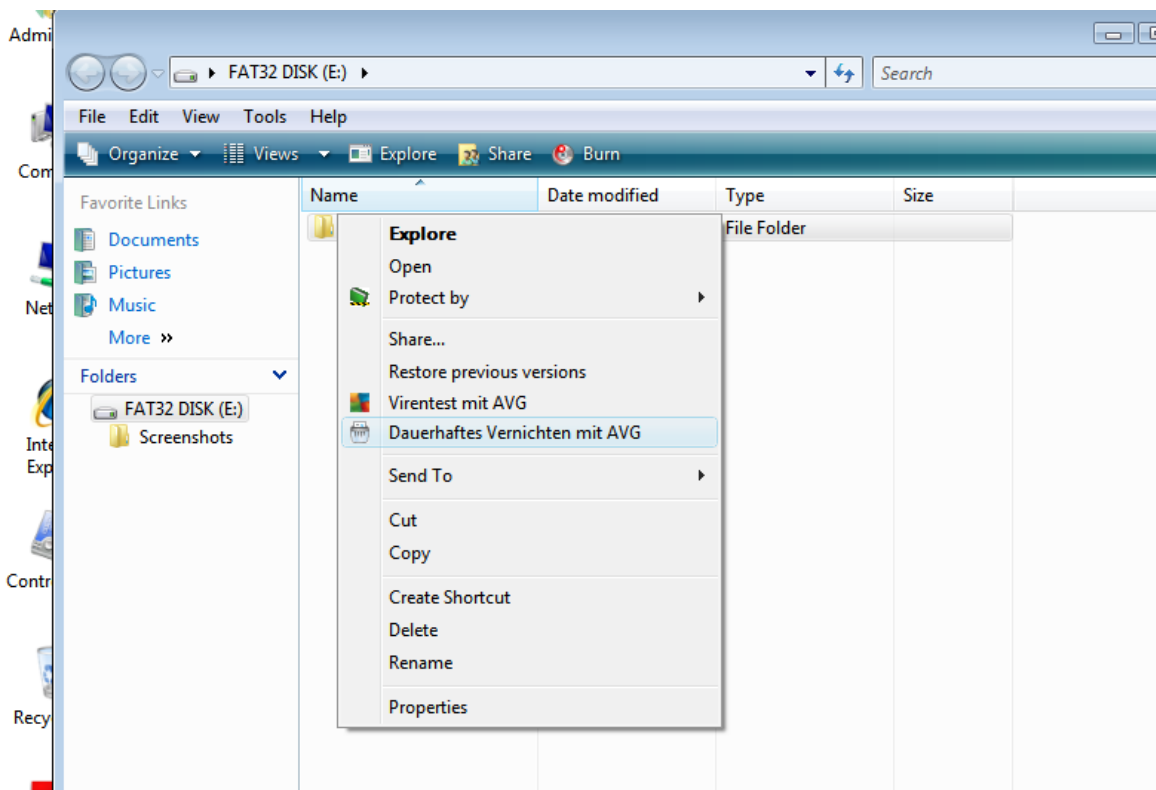 Admi
FAT32 DISK (E:)
Search
File Edit View Tools Help
Organize Views Explore Share Burn
Com
Favorite Links
Documents
Pictures
Music
More »
Folders
FAT32 DISK (E:)
Screenshots
Net
Inte
Exp
Contr
Recy
Name Date modified Type Size
File Folder
Explore
Open
Protect by
Share...
Restore previous versions
Virentest mit AVG
Dauerhaftes Vernichten mit AVG
Send To
Cut
Copy
Create Shortcut
Delete
Rename
Properties